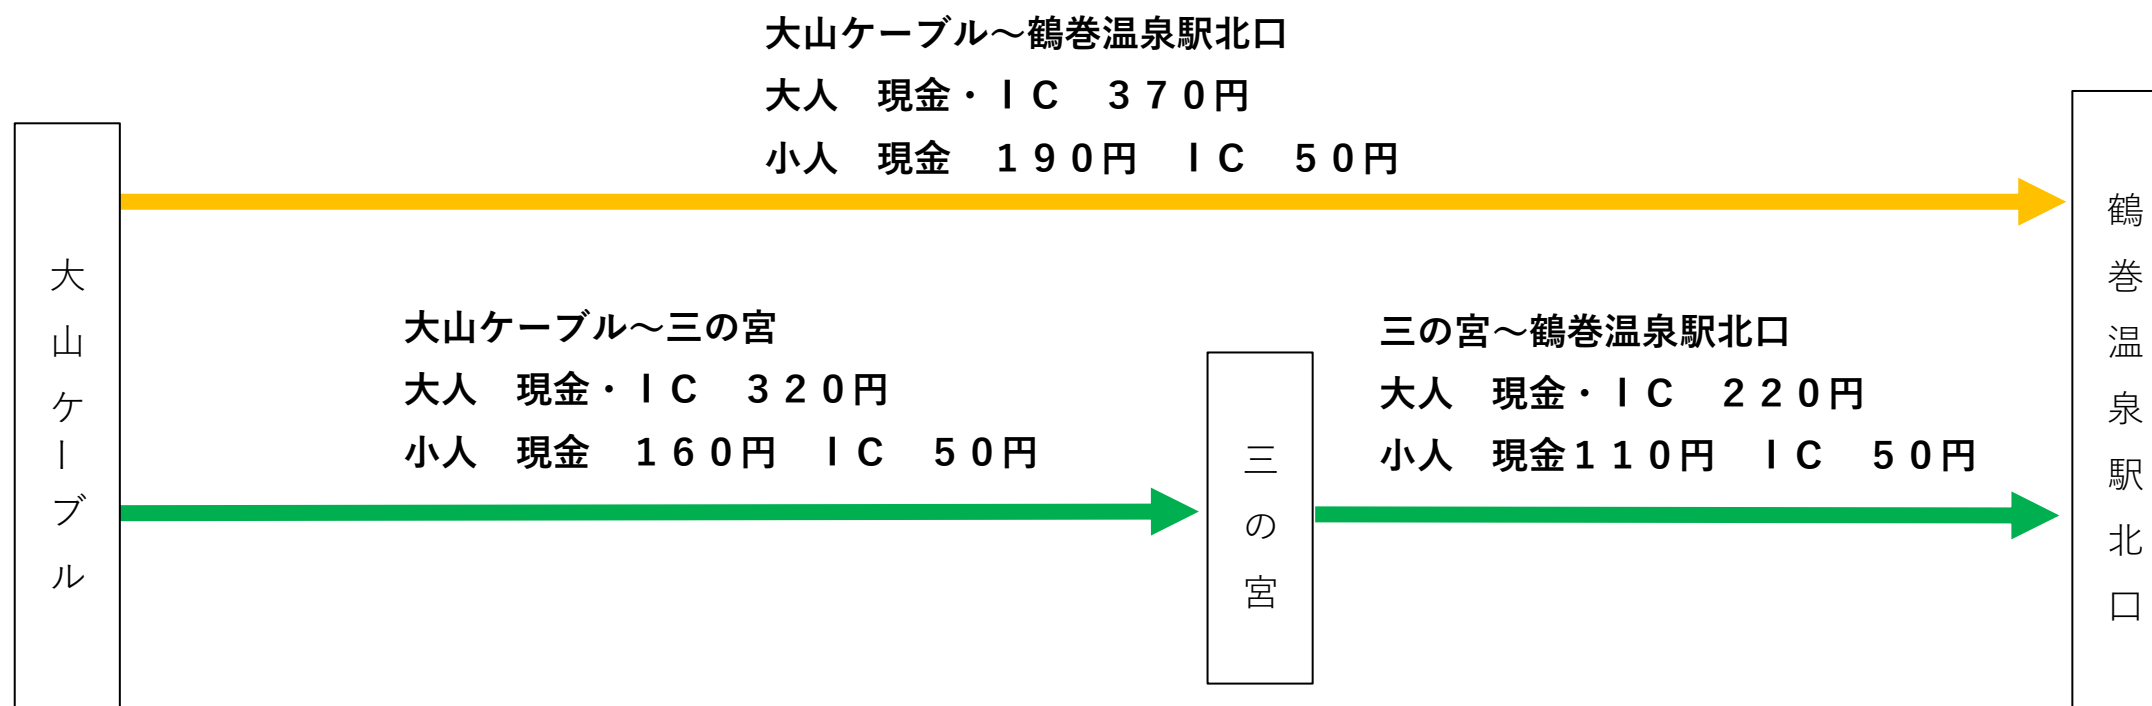 大山ケーブル～鶴巻温泉駅北口
大人　現金・ＩＣ　３７０円
小人　現金　１９０円　ＩＣ　５０円
大山ケーブル
大山ケーブル～三の宮
大人　現金・ＩＣ　３２０円
小人　現金　１６０円　ＩＣ　５０円
三の宮
三の宮～鶴巻温泉駅北口
大人　現金・ＩＣ　２２０円
小人　現金１１０円　ＩＣ　５０円
鶴巻温泉駅北口